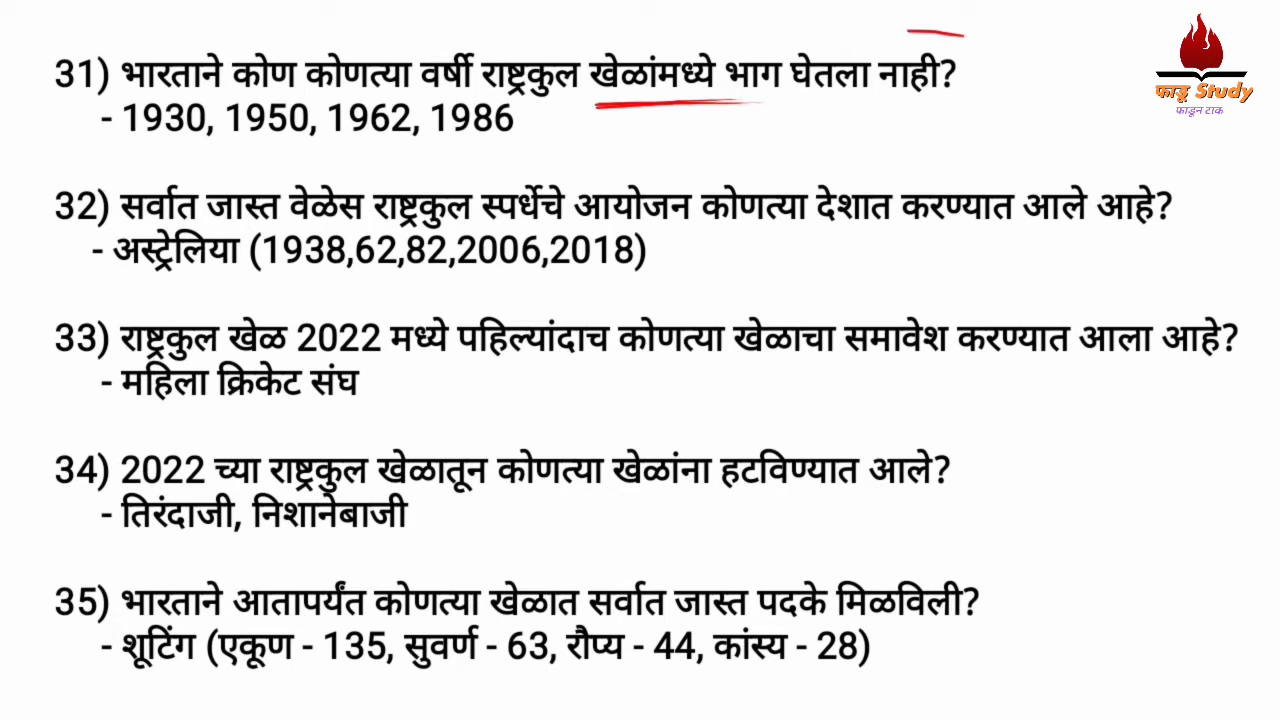 31) भारताने कोण कोणत्या वर्षी राष्ट्रकुल खेळांमध्ये भाग घेतला नाही?
- 1930, 1950, 1962, 1986
फाडू Study
फाडून टाक
32) सर्वात जास्त वेळेस राष्ट्रकुल स्पर्धेचे आयोजन कोणत्या देशात करण्यात आले आहे?
- अस्ट्रेलिया (1938,62,82,2006,2018)
33) राष्ट्रकुल खेळ 2022 मध्ये पहिल्यांदाच कोणत्या खेळाचा समावेश करण्यात आला आहे?
- महिला क्रिकेट संघ
34) 2022 च्या राष्ट्रकुल खेळातून कोणत्या खेळांना हटविण्यात आले?
- तिरंदाजी, निशानेबाजी
35) भारताने आतापर्यंत कोणत्या खेळात सर्वात जास्त पदके मिळविली?
- शूटिंग (एकूण - 135, सुवर्ण - 63, रौप्य - 44, कांस्य - 28)